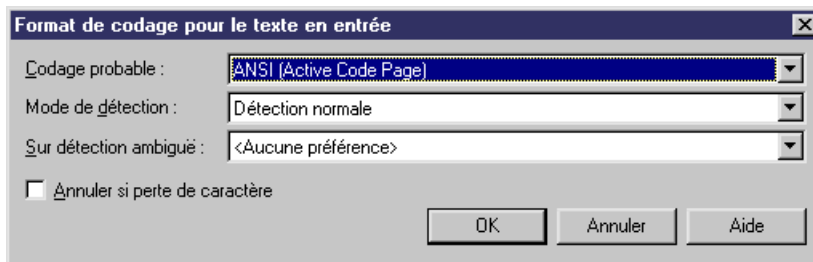 Format de codage pour le texte en entrée
Codage probable :
ANSI (Active Code Page)
Mode de détection :
Détection normale
Sur détection ambiguë :
<Aucune préférence>
Annuler si perte de caractère
OK
Annuler
Aide